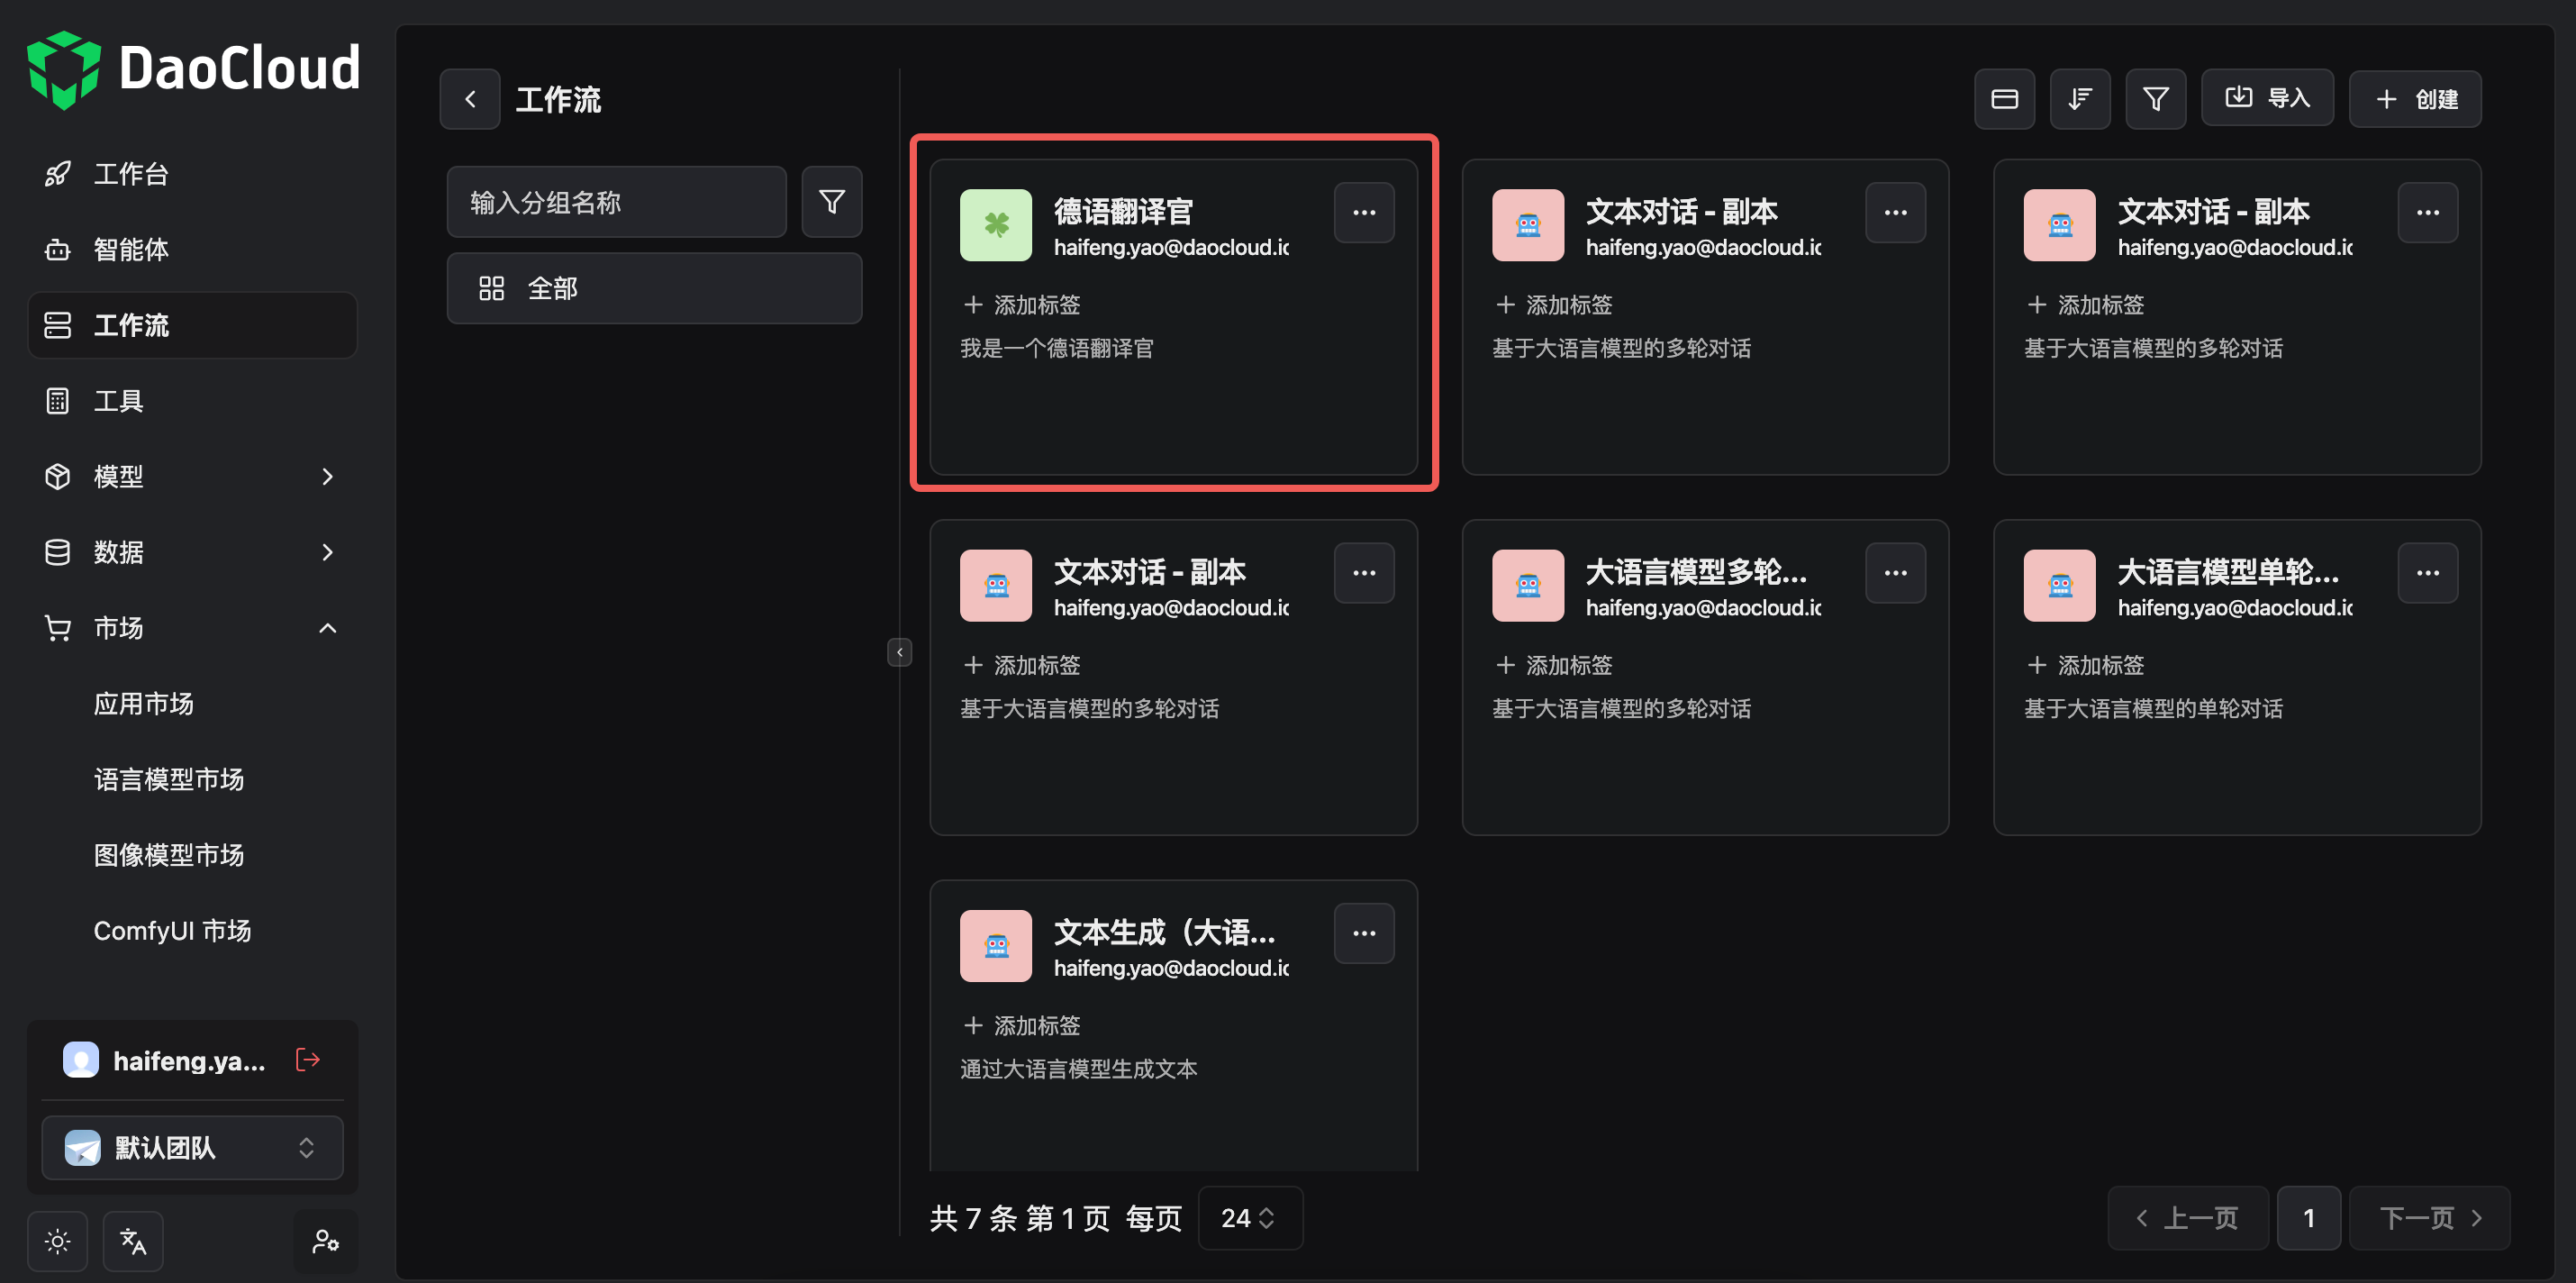 DaoCloud
工作台
智能体
工作流
工具
模型
数据
市场
应用市场
语言模型市场
图像模型市场
ComfyUI 市场
haifeng.ya...
默认团队
工作流
导入
创建
输入分组名称
全部
德语翻译官
haifeng.yao@daocloud.ic
添加标签
我是一个德语翻译官
文本对话 - 副本
haifeng.yao@daocloud.ic
添加标签
基于大语言模型的多轮对话
文本对话 - 副本
haifeng.yao@daocloud.ic
添加标签
基于大语言模型的多轮对话
文本对话 - 副本
haifeng.yao@daocloud.ic
添加标签
基于大语言模型的多轮对话
大语言模型多轮...
haifeng.yao@daocloud.ic
添加标签
基于大语言模型的多轮对话
大语言模型单轮...
haifeng.yao@daocloud.ic
添加标签
基于大语言模型的单轮对话
文本生成（大语...
haifeng.yao@daocloud.ic
添加标签
通过大语言模型生成文本
共 7 条 第 1 页 每页 24
上一页 1 下一页